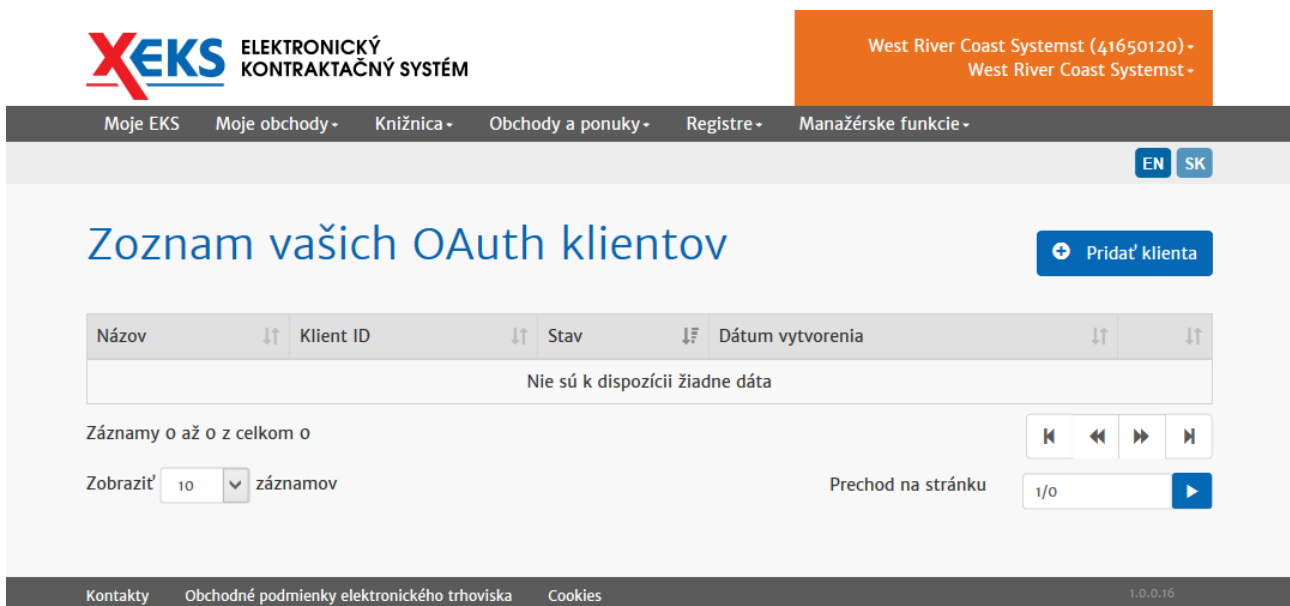 XEKS ELEKTRONICKÝ
KONTRAKTAČNÝ SYSTÉM
West River Coast Systemst (41650120)
West River Coast Systemst
Moje EKS Moje obchody Knižnica Obchody a ponuky Registre Manažérske funkcie
EN SK
Zoznam vašich OAuth klientov
Pridať klienta
Názov Klient ID Stav Dátum vytvorenia
Nie sú k dispozícii žiadne dáta
Záznamy 0 až 0 z celkom 0
Zobraziť 10 záznamov Prechod na stránku 1/0
Kontakty Obchodné podmienky elektronického trhoviska Cookies 1.0.0.16